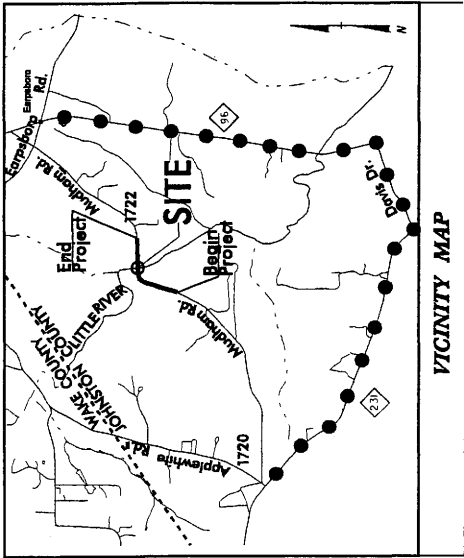 Earpsboro
Earpsboro
Rd.
Mudham Rd.
1722
96
SITE
End
Project
WAKE COUNTY
JOHNSTON COUNTY
LITTLE RIVER
Begin
Project
Mudham Rd.
Davis Dr.
Applewhite Rd.
1720
231
N
VICINITY MAP